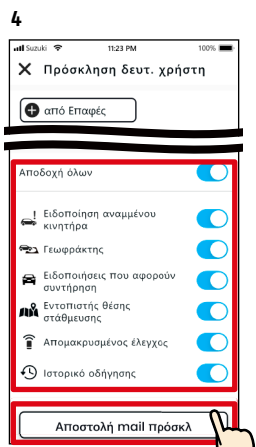 4
Suzuki 11:23 PM 100%
Πρόσκληση δευτ. χρήστη
από Επαφές
Αποδοχή όλων
Ειδοποίηση αναμμένου
κινητήρα
Γεωφράκτης
Ειδοποιήσεις που αφορούν
συντήρηση
Εντοπιστής θέσης
στάθμευσης
Απομακρυσμένος έλεγχος
Ιστορικό οδήγησης
Αποστολή mail πρόσκλ